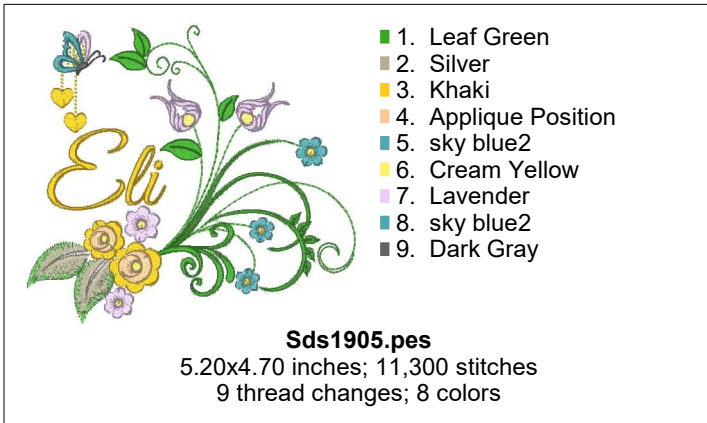 Eli
1. Leaf Green
2. Silver
3. Khaki
4. Applique Position
5. sky blue2
6. Cream Yellow
7. Lavender
8. sky blue2
9. Dark Gray
Sds1905.pes
5.20x4.70 inches; 11,300 stitches
9 thread changes; 8 colors